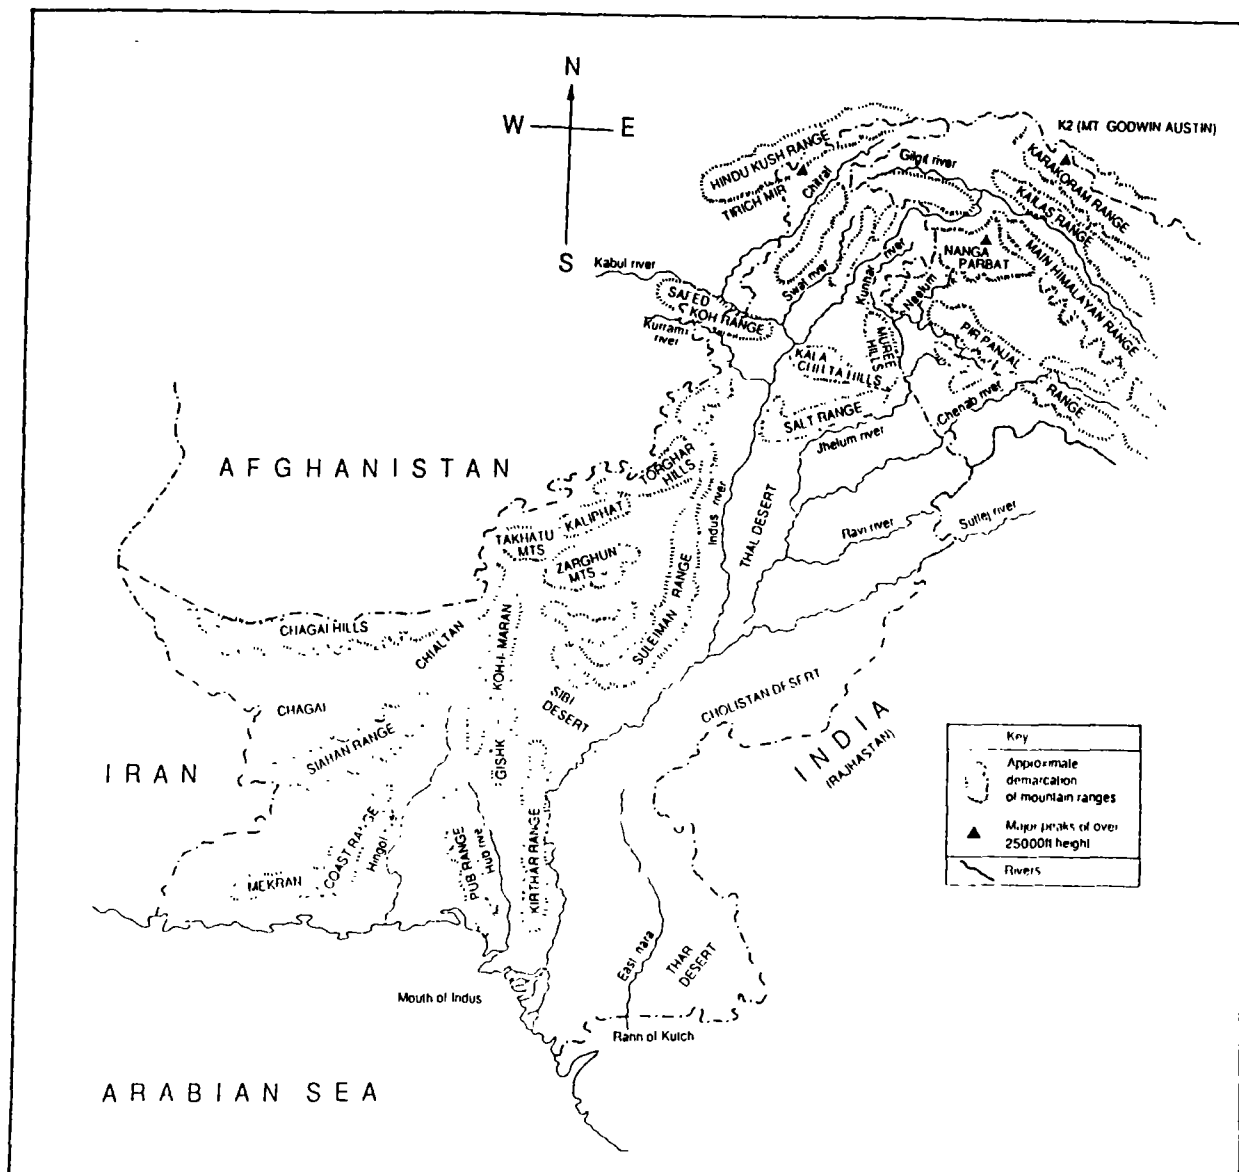 N
W
E
S
K2 (MT GODWIN AUSTIN)
HINDU KUSH RANGE
TIRICH MIR
Chitral
Gilgit river
KARAKORAM RANGE
KAILAS RANGE
MAIN HIMALAYAN RANGE
NANGA
PARBAT
Kabul river
SAFED
KOH RANGE
Kurram
river
Swat river
Kunhar river
Neelum
MUREE
HILLS
PIR PANJAL
RANGE
KALA
CHITTA HILLS
SALT RANGE
Jhelum river
Chenab river
AFGHANISTAN
TORGHAR
HILLS
KALIPHAT
TAKHATU
MTS
ZARGHUN
MTS
SULEIMAN RANGE
Indus river
THAL DESERT
Ravi river
Sutlej river
CHAGAI HILLS
CHIALTAN
KOH-I-MARAN
SIBI
DESERT
CHOLISTAN DESERT
CHAGAI
SIAHAN RANGE
GISHK
INDIA
(RAJHASTAN)
IRAN
MEKRAN
COAST RANGE
Hingol
PUB RANGE
Hub river
KIRTHAR RANGE
East nara
THAR
DESERT
Mouth of Indus
Rann of Kutch
ARABIAN SEA
Key
Approximate
demarcation
of mountain ranges
Major peaks of over
25000ft height
Rivers